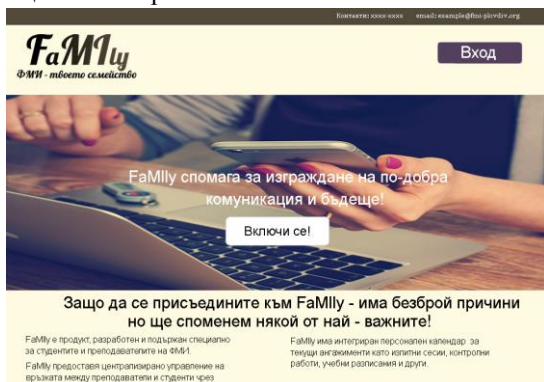 Контакти: xxxx-xxxx email: example@fmi-plovdiv.org
FaMIly
ФМИ - твоето семейство
Вход
FaMIly спомага за изграждане на по-добра
комуникация и бъдеще!
Включи се!
Защо да се присъедините към FaMIly - има безброй причини
но ще споменем някой от най - важните!
FaMIly е продукт, разработен и подържан специално
за студентите и преподавателите на ФМИ.
FaMIly предоставя централизирано управление на
връзката между преподаватели и студенти чрез
FaMIly има интегриран персонален календар за
текущи ангажименти като изпитни сесии, контролни
работи, учебни разписания и други.